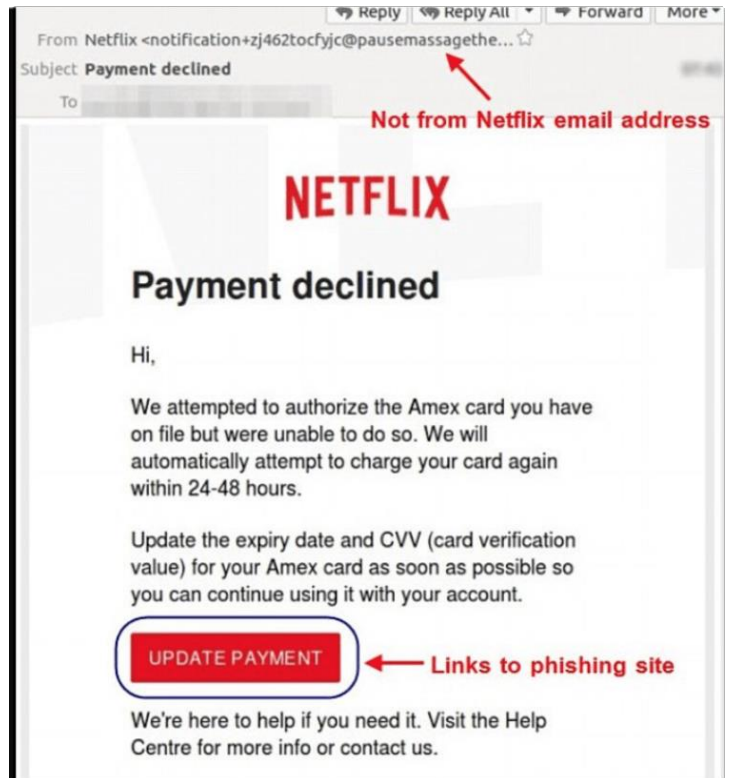 Reply Reply All Forward More
From Netflix <notification+zj462tocfyjc@pausemassagethe...
Subject Payment declined
To
Not from Netflix email address
NETFLIX
Payment declined
Hi,
We attempted to authorize the Amex card you have
on file but were unable to do so. We will
automatically attempt to charge your card again
within 24-48 hours.
Update the expiry date and CVV (card verification
value) for your Amex card as soon as possible so
you can continue using it with your account.
UPDATE PAYMENT
Links to phishing site
We're here to help if you need it. Visit the Help
Centre for more info or contact us.